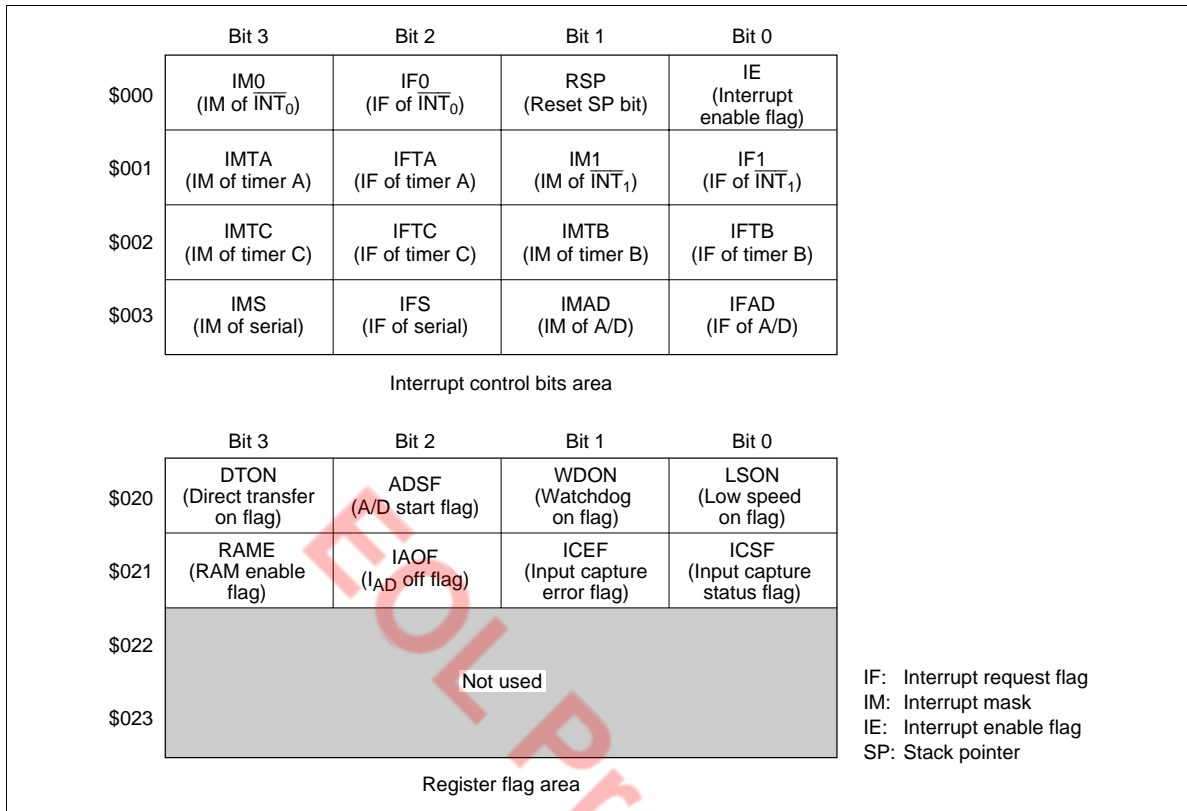 Bit 3 Bit 2 Bit 1 Bit 0
$000
IM0
(IM of INT0)
IF0
(IF of INT0)
RSP
(Reset SP bit)
IE
(Interrupt
enable flag)
$001
IMTA
(IM of timer A)
IFTA
(IF of timer A)
IM1
(IM of INT1)
IF1
(IF of INT1)
$002
IMTC
(IM of timer C)
IFTC
(IF of timer C)
IMTB
(IM of timer B)
IFTB
(IF of timer B)
$003
IMS
(IM of serial)
IFS
(IF of serial)
IMAD
(IM of A/D)
IFAD
(IF of A/D)
Interrupt control bits area
Bit 3 Bit 2 Bit 1 Bit 0
$020
DTON
(Direct transfer
on flag)
ADSF
(A/D start flag)
WDON
(Watchdog
on flag)
LSON
(Low speed
on flag)
$021
RAME
(RAM enable
flag)
IAOF
(IAD off flag)
ICEF
(Input capture
error flag)
ICSF
(Input capture
status flag)
$022
Not used
$023
Register flag area
IF: Interrupt request flag
IM: Interrupt mask
IE: Interrupt enable flag
SP: Stack pointer
EOL Pr